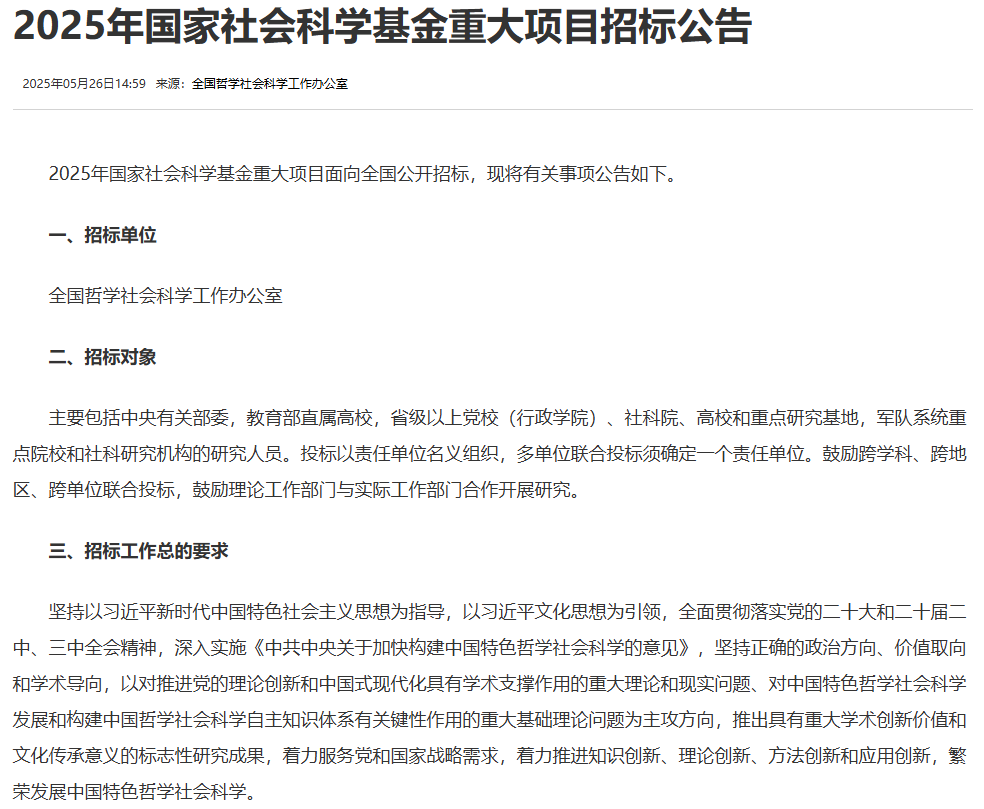 2025年国家社会科学基金重大项目招标公告
2025年05月26日14:59 来源：全国哲学社会科学工作办公室
2025年国家社会科学基金重大项目面向全国公开招标，现将有关事项公告如下。
一、招标单位
全国哲学社会科学工作办公室
二、招标对象
主要包括中央有关部委，教育部直属高校，省级以上党校（行政学院）、社科院、高校和重点研究基地，军队系统重
点院校和社科研究机构的研究人员。投标以责任单位名义组织，多单位联合投标须确定一个责任单位。鼓励跨学科、跨地
区、跨单位联合投标，鼓励理论工作部门与实际工作部门合作开展研究。
三、招标工作总的要求
坚持以习近平新时代中国特色社会主义思想为指导，以习近平文化思想为引领，全面贯彻落实党的二十大和二十届二
中、三中全会精神，深入实施《中共中央关于加快构建中国特色哲学社会科学的意见》，坚持正确的政治方向、价值取向
和学术导向，以对推进党的理论创新和中国式现代化具有学术支撑作用的重大理论和现实问题、对中国特色哲学社会科学
发展和构建中国哲学社会科学自主知识体系有关键性作用的重大基础理论问题为主攻方向，推出具有重大学术创新价值和
文化传承意义的标志性研究成果，着力服务党和国家战略需求，着力推进知识创新、理论创新、方法创新和应用创新，繁
荣发展中国特色哲学社会科学。